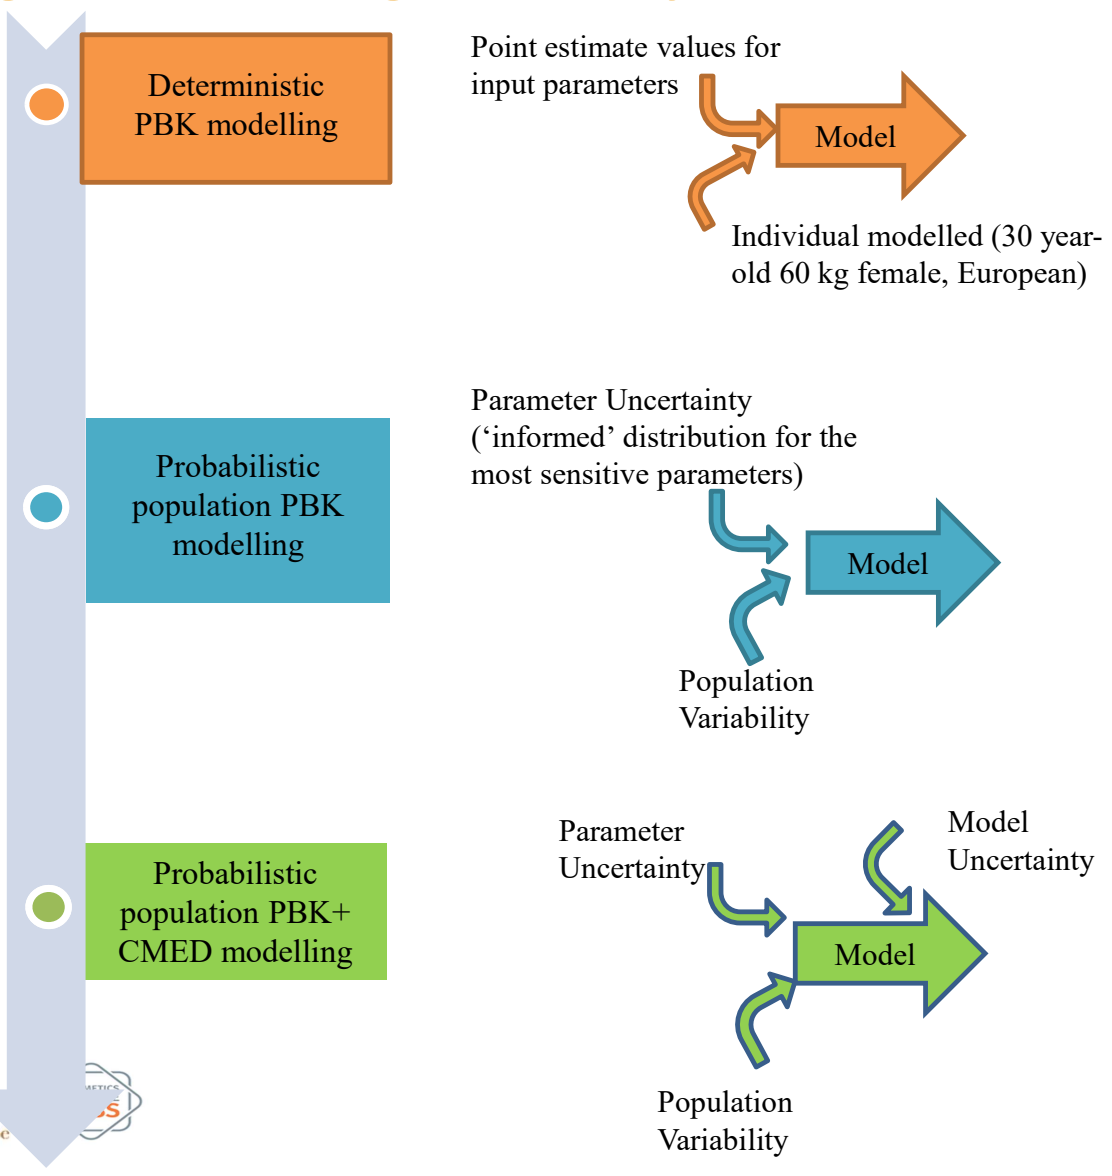 Deterministic
PBK modelling
Point estimate values for
input parameters
Model
Individual modelled (30 year-
old 60 kg female, European)
Probabilistic
population PBK
modelling
Parameter Uncertainty
(‘informed’ distribution for the
most sensitive parameters)
Model
Population
Variability
Probabilistic
population PBK+
CMED modelling
Parameter
Uncertainty
Model
Uncertainty
Model
Population
Variability